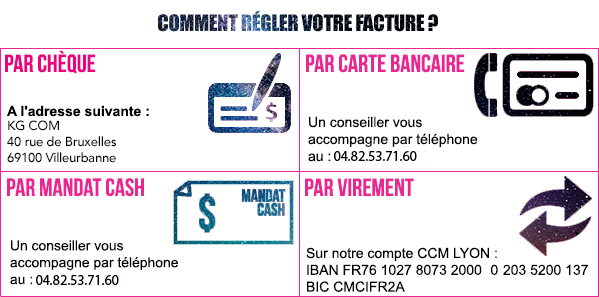 COMMENT RÉGLER VOTRE FACTURE ?
PAR CHÈQUE
A l'adresse suivante :
KG COM
40 rue de Bruxelles
69100 Villeurbanne
$
PAR CARTE BANCAIRE
Un conseiller vous
accompagne par téléphone
au : 04.82.53.71.60
PAR MANDAT CASH
$
MANDAT
CASH
Un conseiller vous
accompagne par téléphone
au : 04.82.53.71.60
PAR VIREMENT
Sur notre compte CCM LYON :
IBAN FR76 1027 8073 2000  0 203 5200 137
BIC CMCIFR2A